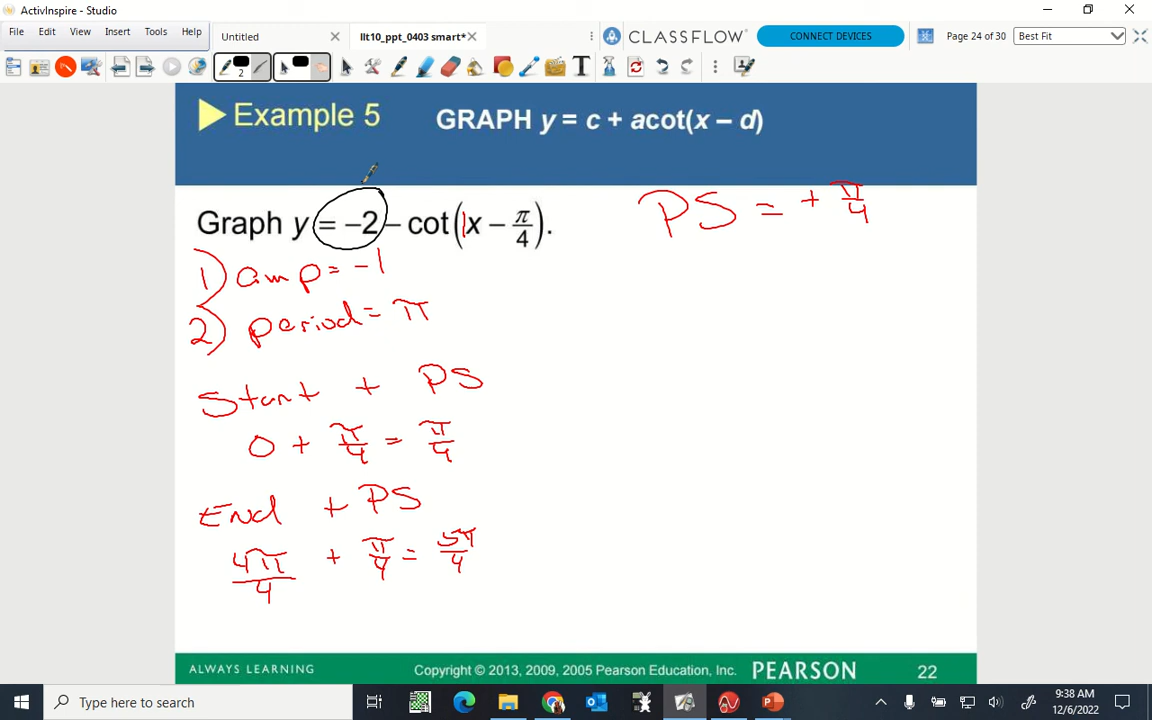 ActivInspire - Studio
File Edit View Insert Tools Help
Untitled
llt10_ppt_0403 smart*
CLASSFLOW
CONNECT DEVICES
Page 24 of 30
Best Fit
2
Example 5
GRAPH y = c + acot(x – d)
Graph y = –2 – cot(1x – π/4).
PS = + π/4
1) amp = -1
2) period = π
Start + PS
0 + π/4 = π/4
End + PS
4π/4 + π/4 = 5π/4
ALWAYS LEARNING
Copyright © 2013, 2009, 2005 Pearson Education, Inc.
PEARSON
22
Type here to search
9:38 AM
12/6/2022